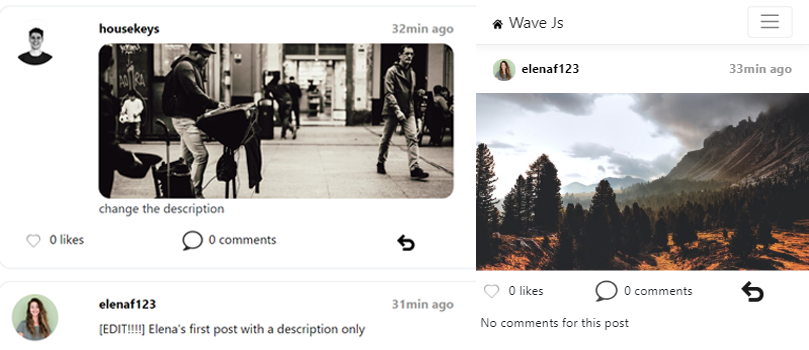 housekeys 32min ago
change the description
0 likes 0 comments
elenaf123 31min ago
[EDIT!!!!] Elena's first post with a description only
Wave Js
elenaf123 33min ago
0 likes 0 comments
No comments for this post